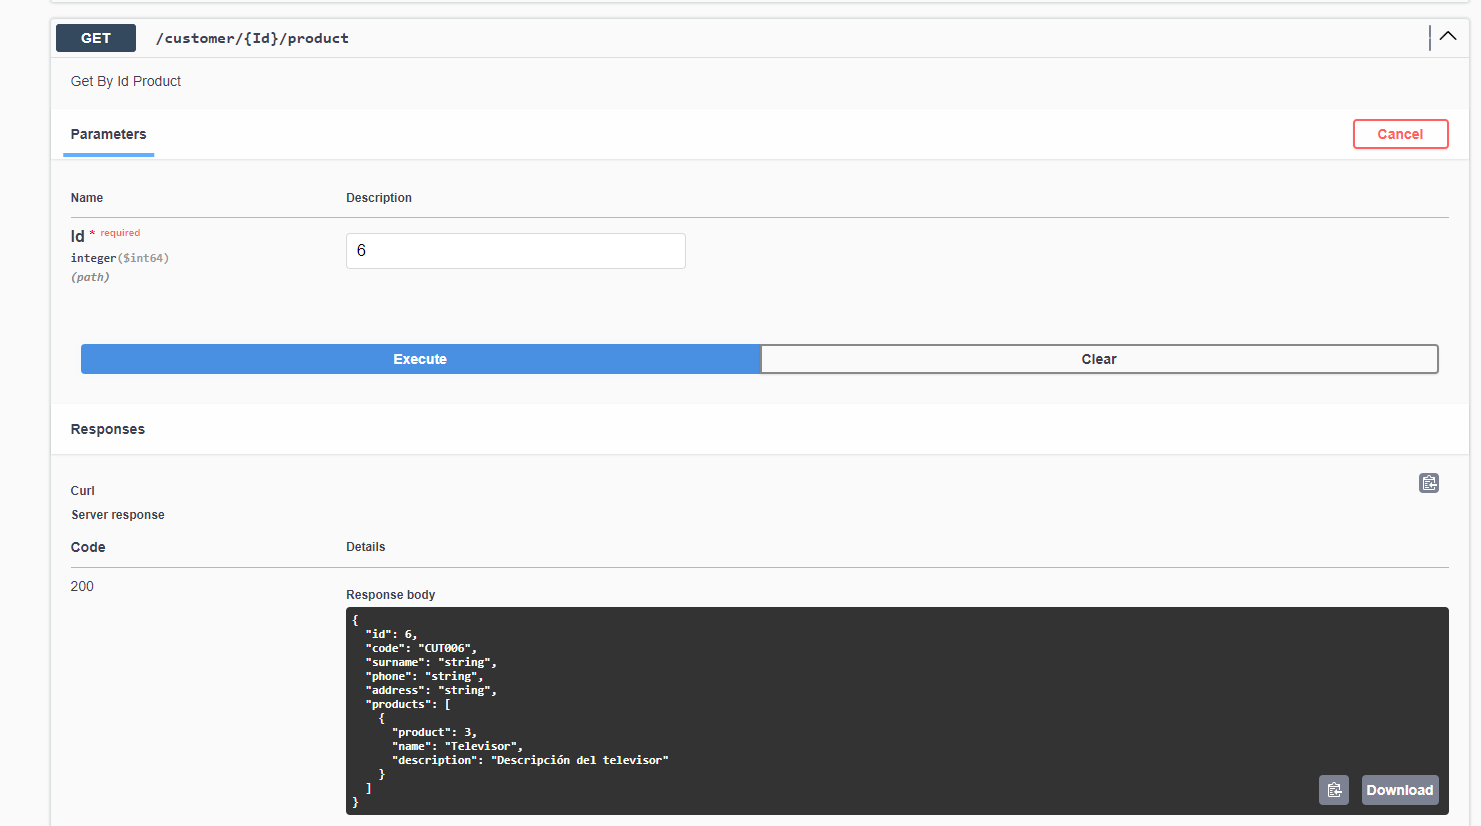 GET /customer/{Id}/product
Get By Id Product
Parameters Cancel
Name Description
Id * required
integer($int64)
(path)
6
Execute Clear
Responses
Curl
Server response
Code Details
200
Response body
{
  "id": 6,
  "code": "CUT006",
  "surname": "string",
  "phone": "string",
  "address": "string",
  "products": [
    {
      "product": 3,
      "name": "Televisor",
      "description": "Descripción del televisor"
    }
  ]
}
Download